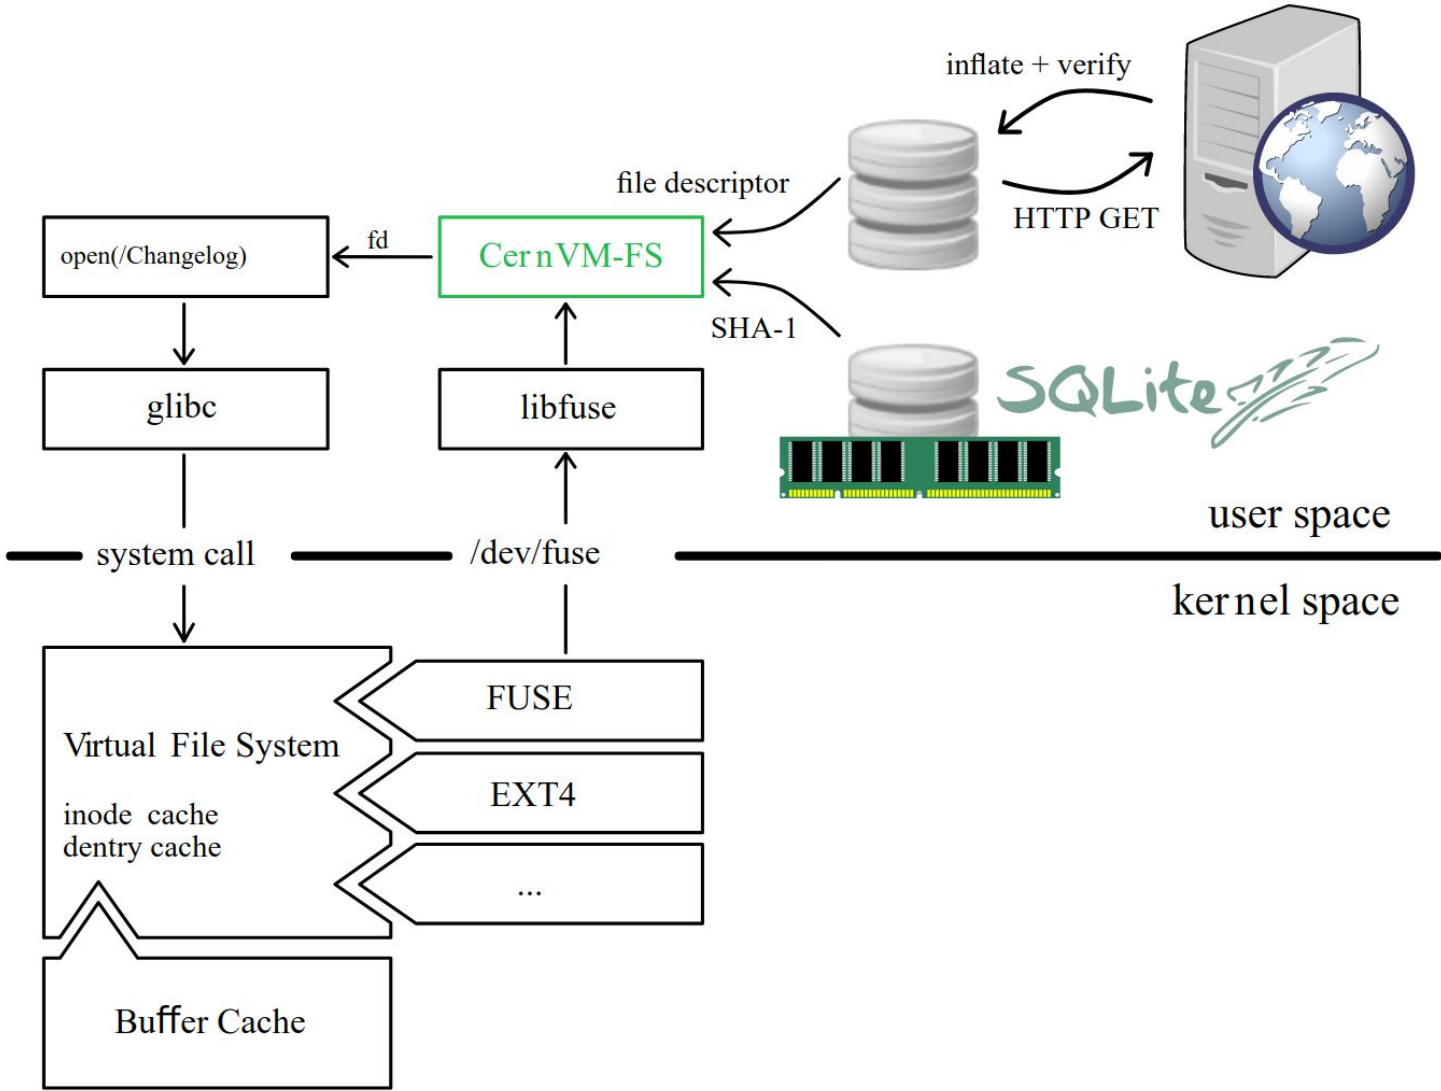 inflate + verify
file descriptor
HTTP GET
open(/Changelog)
fd
CernVM-FS
SHA-1
glibc
libfuse
SQLite
user space
system call
/dev/fuse
kernel space
FUSE
Virtual File System
EXT4
inode cache
dentry cache
...
Buffer Cache